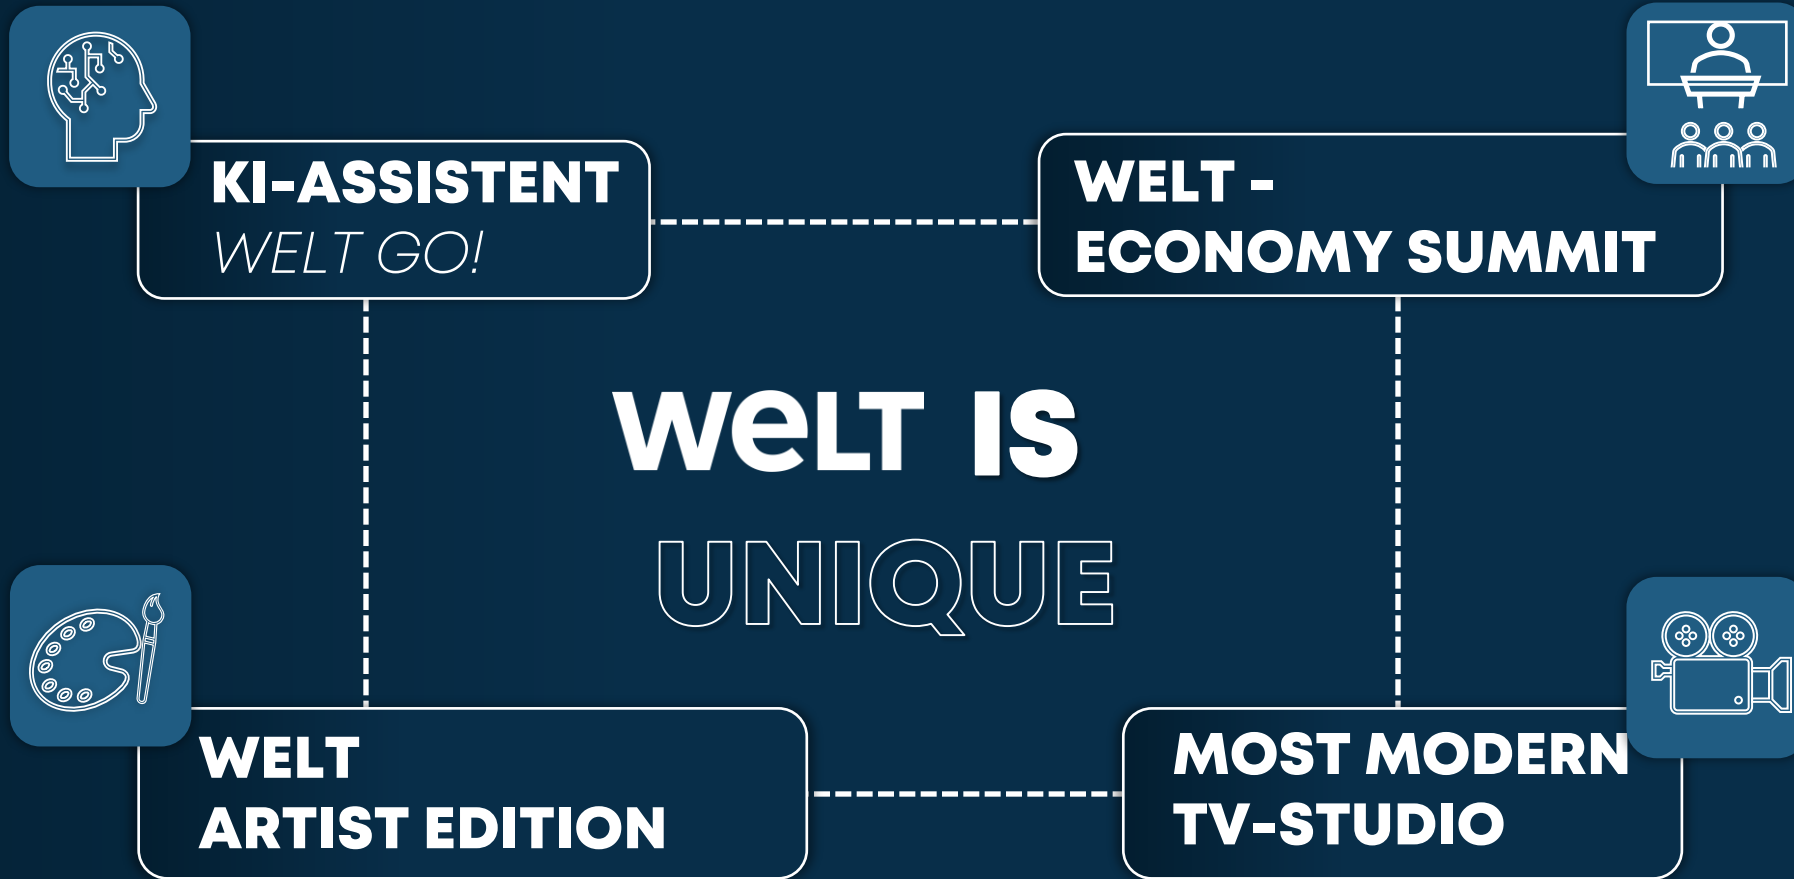 KI-ASSISTENT
WELT GO!
WELT -
ECONOMY SUMMIT
WELT IS
UNIQUE
WELT
ARTIST EDITION
MOST MODERN
TV-STUDIO